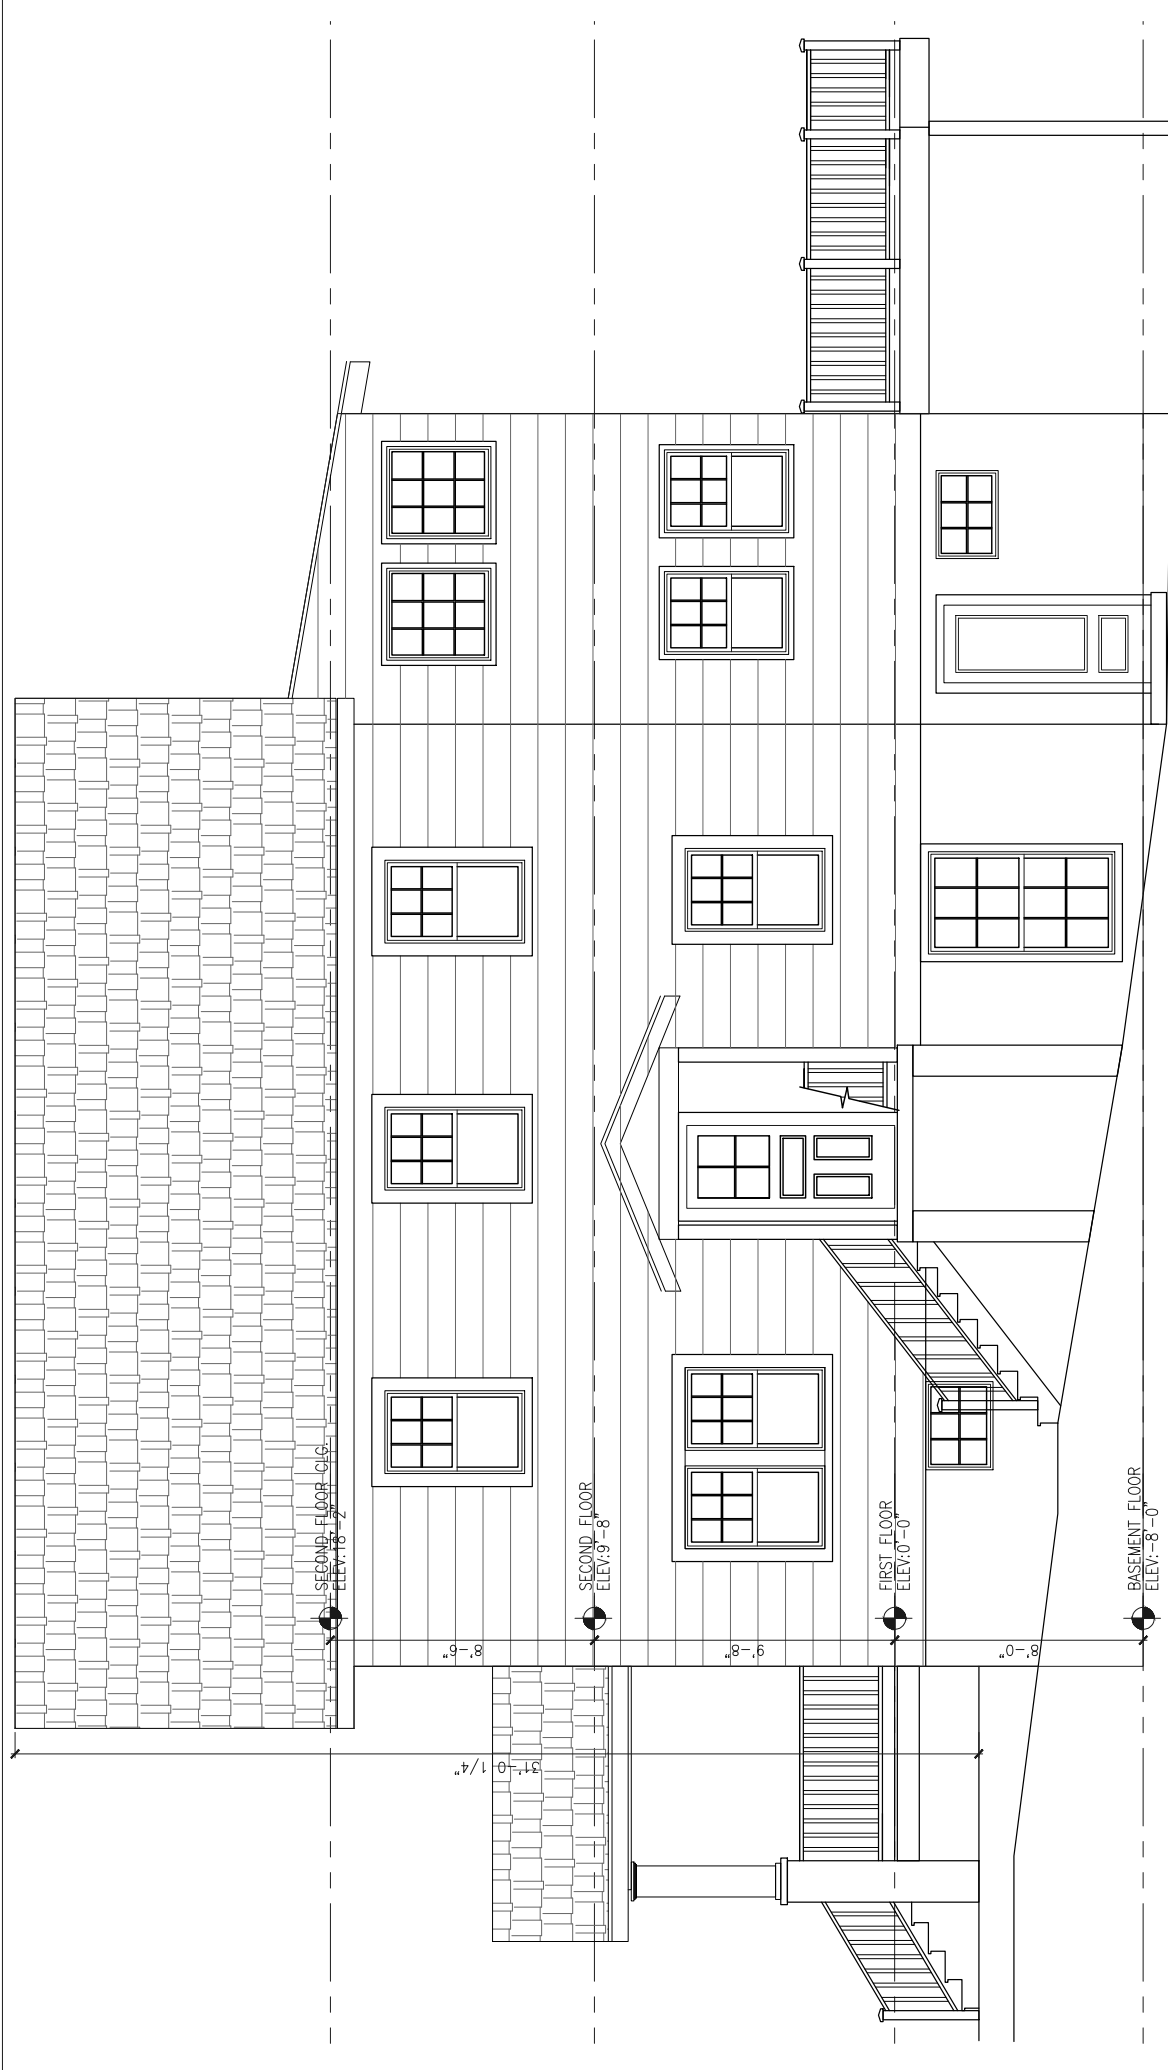 SECOND FLOOR CLG.
ELEV:18'-2"
SECOND FLOOR
ELEV:9'-8"
FIRST FLOOR
ELEV:0'-0"
BASEMENT FLOOR
ELEV:-8'-0"
8'-6"
9'-8"
8'-0"
31'-0 1/4"